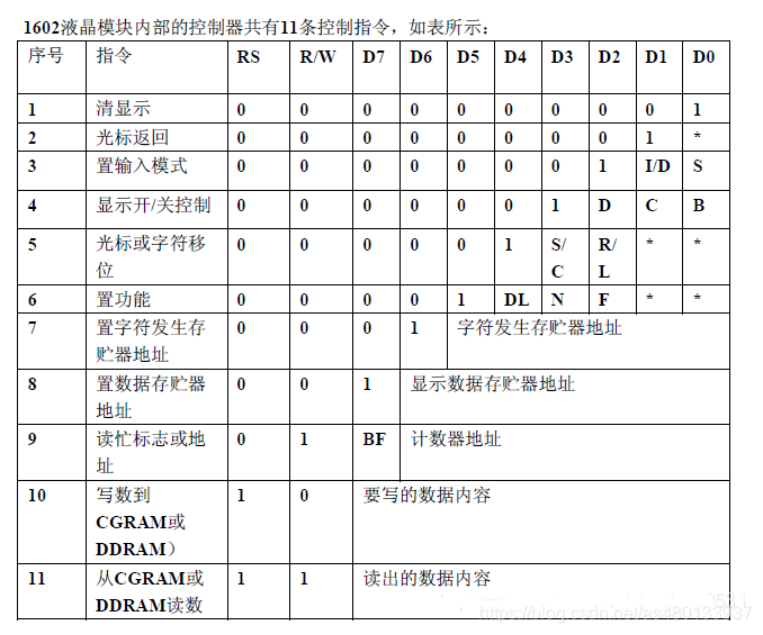 1602液晶模块内部的控制器共有11条控制指令，如表所示：
序号 指令 RS R/W D7 D6 D5 D4 D3 D2 D1 D0
1 清显示 0 0 0 0 0 0 0 0 0 1
2 光标返回 0 0 0 0 0 0 0 0 1 *
3 置输入模式 0 0 0 0 0 0 0 1 I/D S
4 显示开/关控制 0 0 0 0 0 0 1 D C B
5 光标或字符移 0 0 0 0 0 1 S/ R/ * *
位 C L
6 置功能 0 0 0 0 1 DL N F * *
7 置字符发生存 0 0 0 1 字符发生存贮器地址
贮器地址
8 置数据存贮器 0 0 1 显示数据存贮器地址
地址
9 读忙标志或地 0 1 BF 计数器地址
址
10 写数到 1 0 要写的数据内容
CGRAM或
DDRAM）
11 从CGRAM或 1 1 读出的数据内容
DDRAM读数
https://blog.csdn.net/as480133937